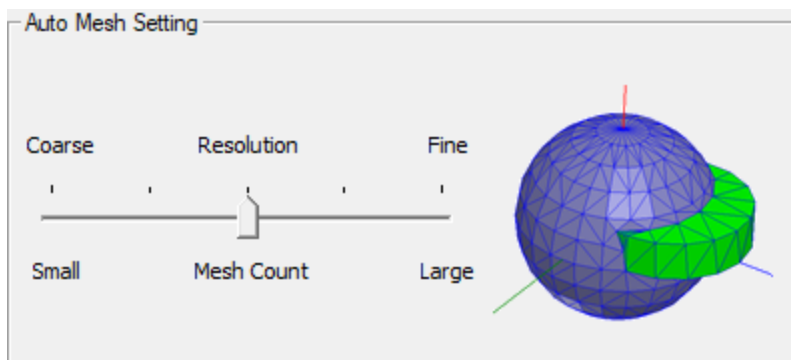 Auto Mesh Setting
Coarse Resolution Fine
Small Mesh Count Large